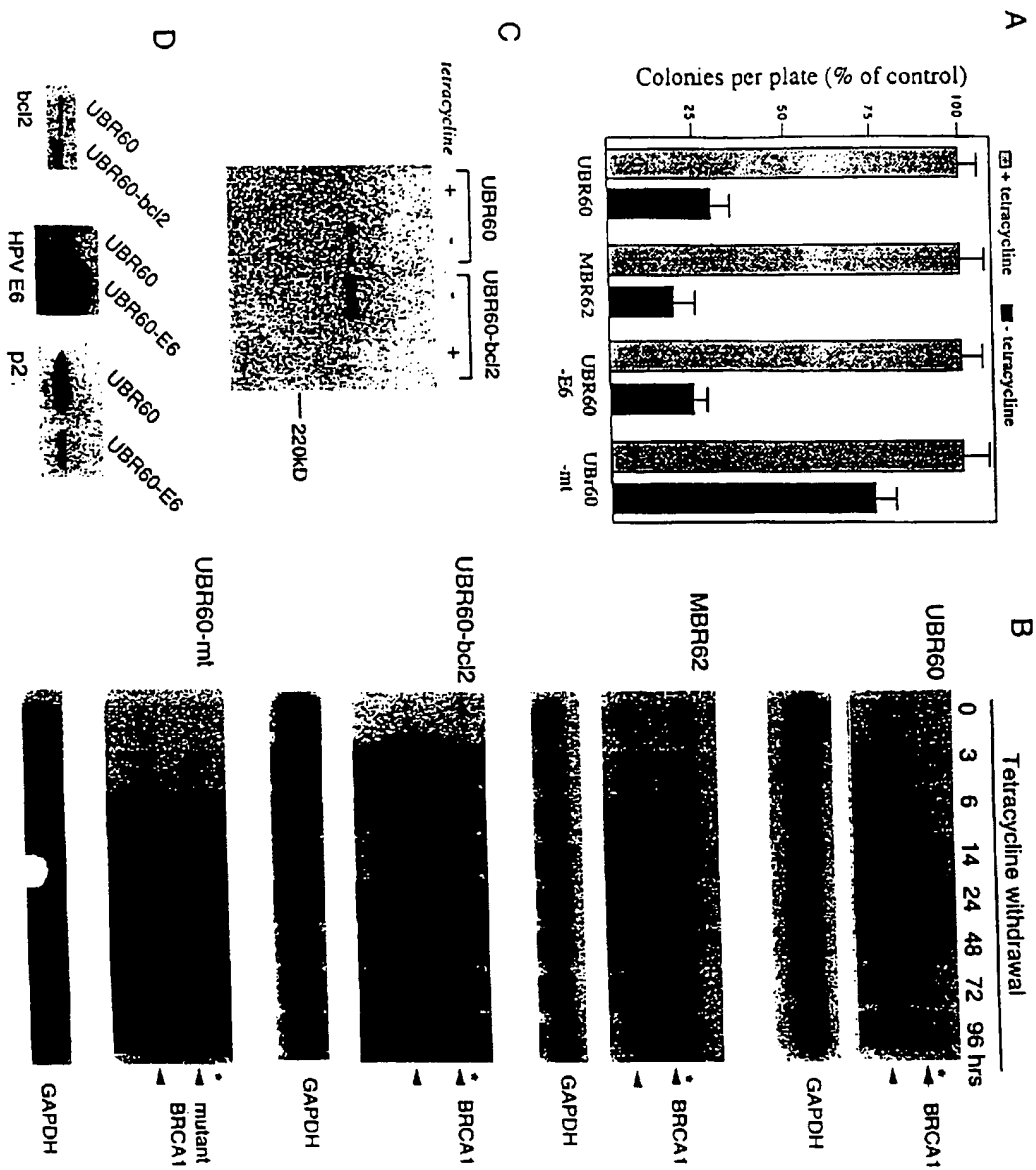 A
Colonies per plate (% of control)
100
75
25
+ tetracycline
- tetracycline
UBR60
MBR62
UBR60
-E6
UBr60
-mt
B
Tetracycline withdrawal
0 3 6 14 24 48 72 96 hrs
UBR60
* BRCA1
GAPDH
MBR62
* BRCA1
GAPDH
UBR60-bcl2
* BRCA1
GAPDH
UBR60-mt
* mutant
BRCA1
GAPDH
C
UBR60 UBR60-bcl2
tetracycline + - - +
220kD
D
UBR60 UBR60-bcl2
bcl2
UBR60 UBR60-E6
HPV E6
UBR60 UBR60-E6